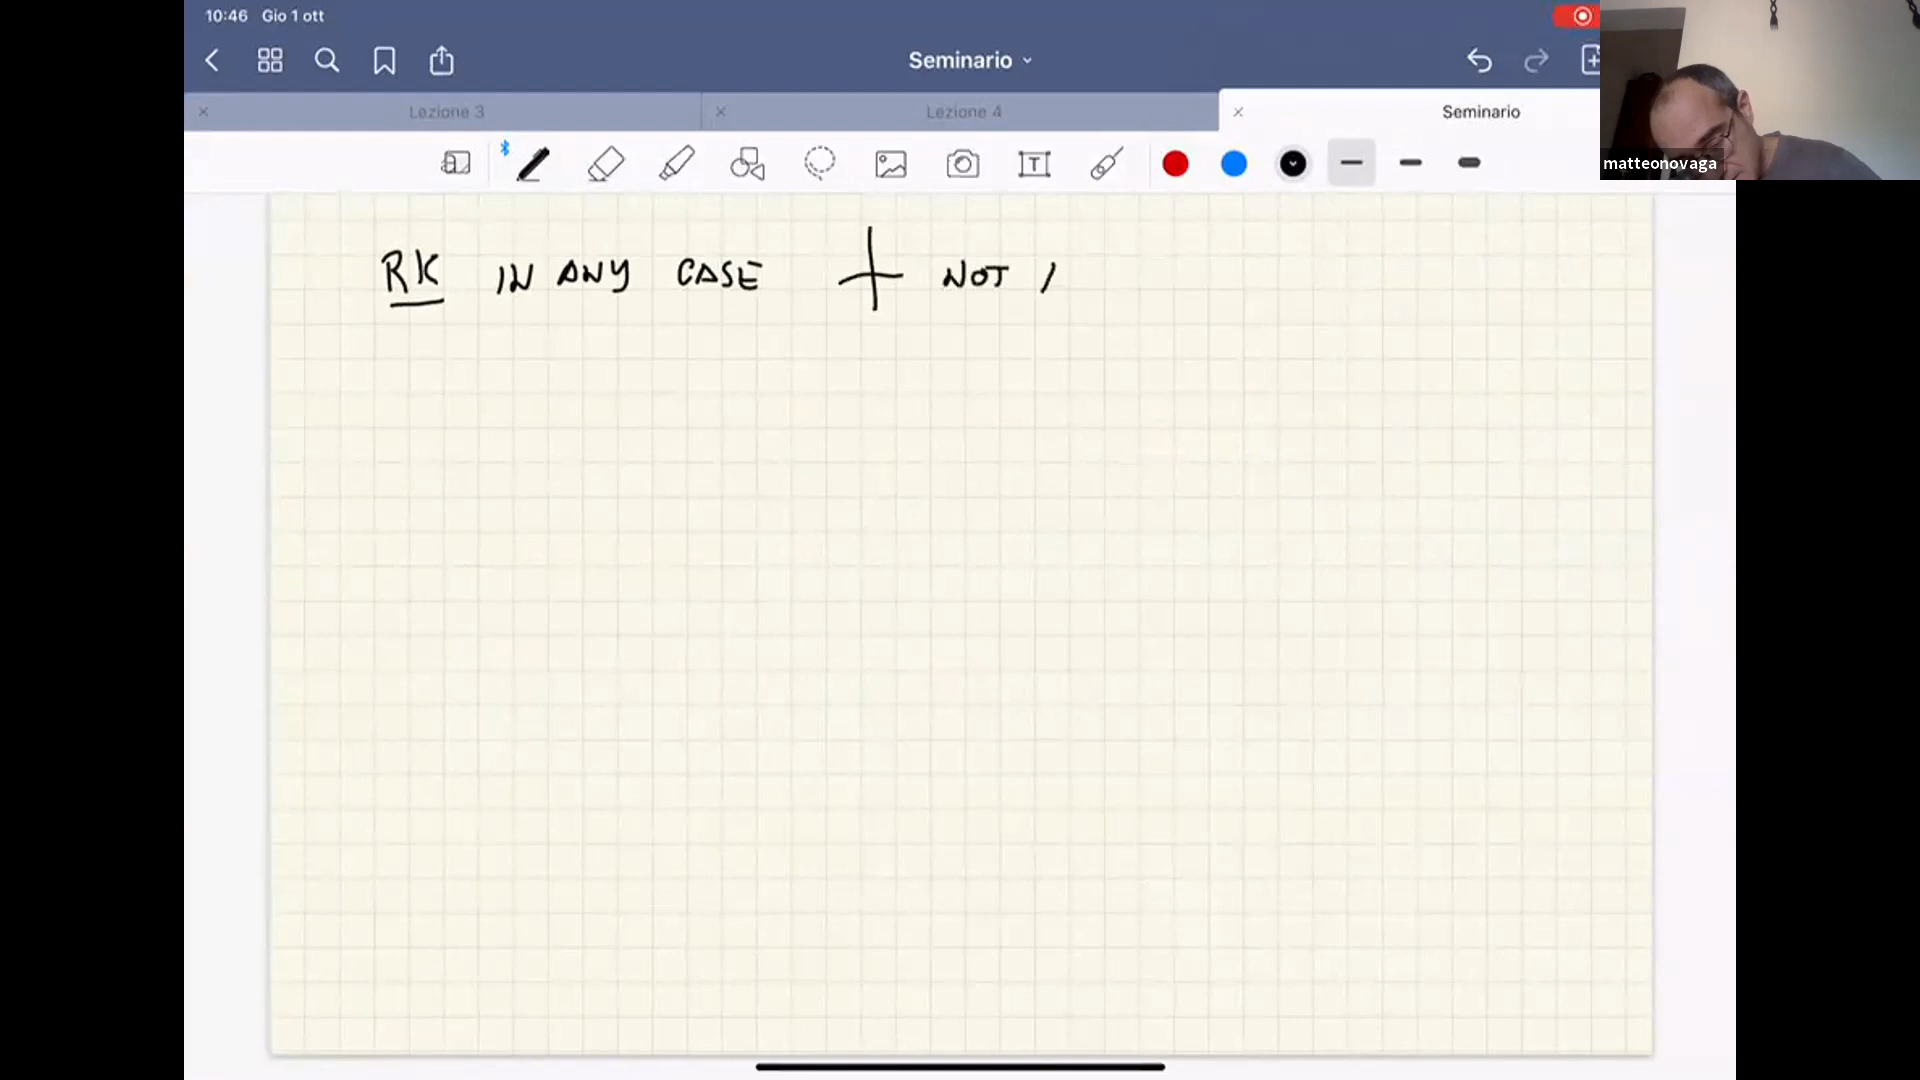 10:46 Gio 1 ott
Seminario
Lezione 3
Lezione 4
Seminario
T
matteonovaga
RK IN ANY CASE + NOT